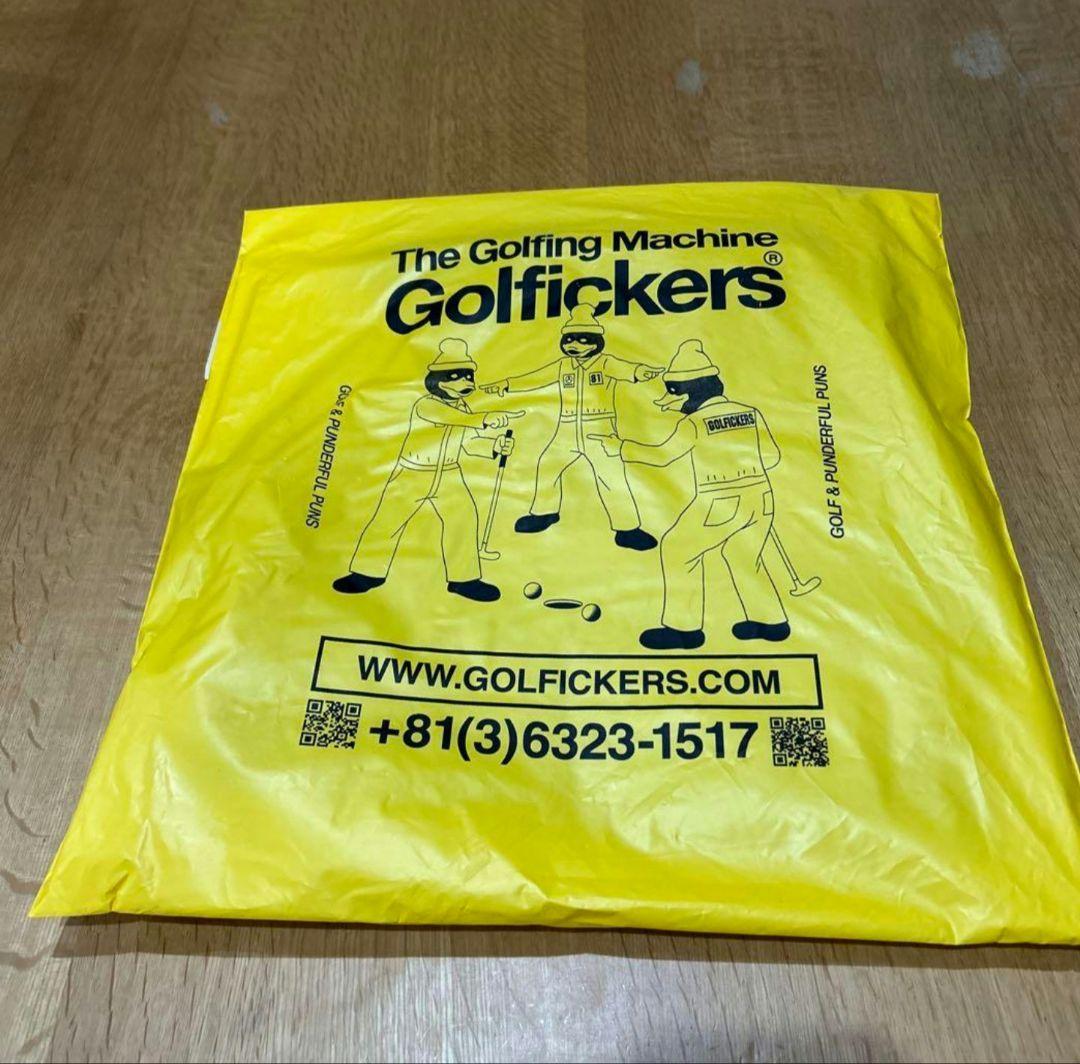 The Golfing Machine
Golfickers®
81
GOLFICKERS
GOLF & PUNDERFUL PUNS
GOLF & PUNDERFUL PUNS
WWW.GOLFICKERS.COM
+81(3)6323-1517